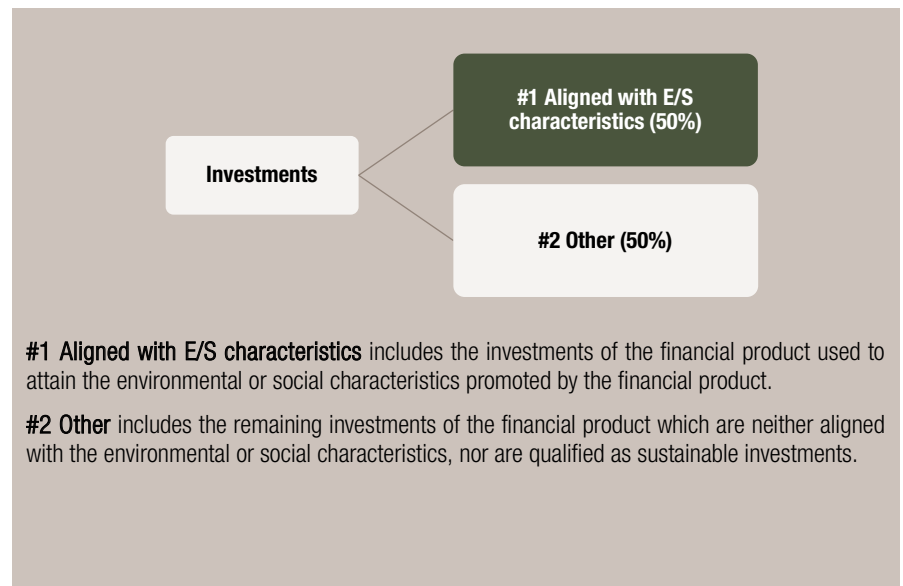 #1 Aligned with E/S
characteristics (50%)
Investments
#2 Other (50%)
#1 Aligned with E/S characteristics includes the investments of the financial product used to
attain the environmental or social characteristics promoted by the financial product.
#2 Other includes the remaining investments of the financial product which are neither aligned
with the environmental or social characteristics, nor are qualified as sustainable investments.